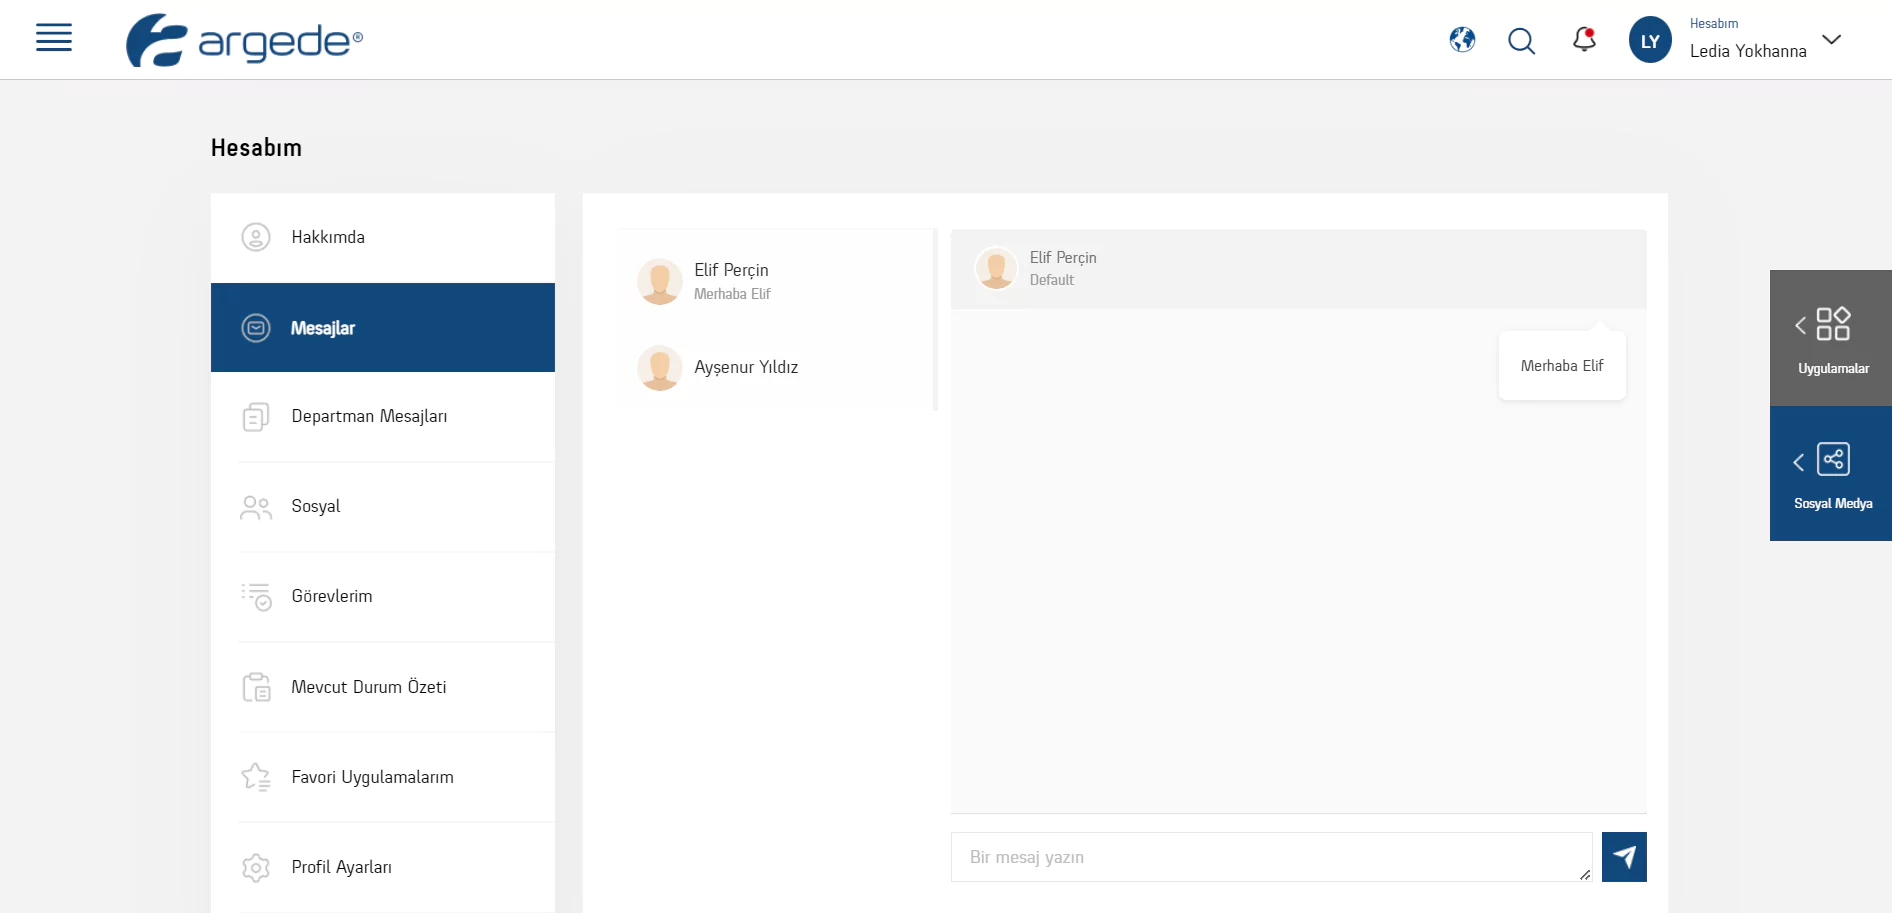 argede®
LY
Hesabım
Ledia Yokhanna
Hesabım
Hakkımda
Mesajlar
Departman Mesajları
Sosyal
Görevlerim
Mevcut Durum Özeti
Favori Uygulamalarım
Profil Ayarları
Elif Perçin
Merhaba Elif
Ayşenur Yıldız
Elif Perçin
Default
Merhaba Elif
Bir mesaj yazın
Uygulamalar
Sosyal Medya